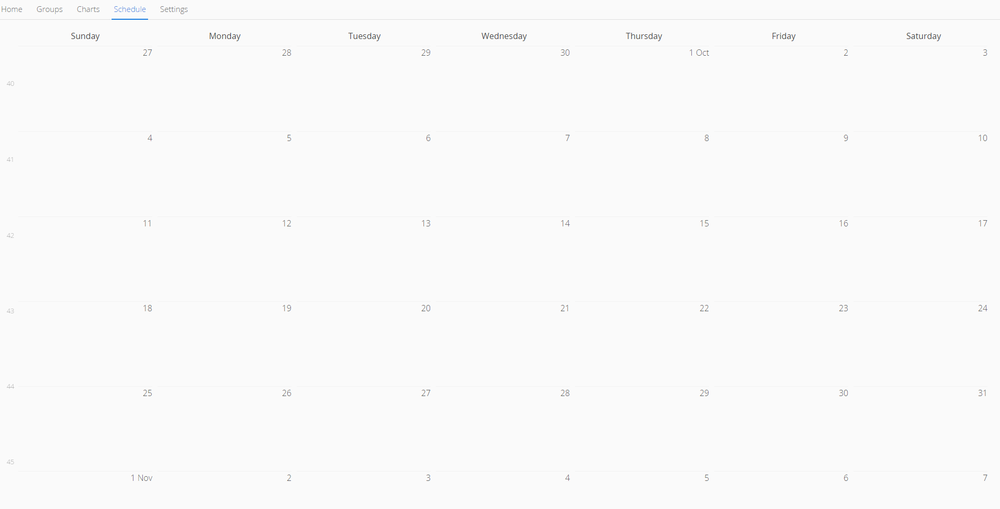 Home Groups Charts Schedule Settings
Sunday Monday Tuesday Wednesday Thursday Friday Saturday
27 28 29 30 1 Oct 2 3
40
4 5 6 7 8 9 10
41
11 12 13 14 15 16 17
42
18 19 20 21 22 23 24
43
44
25 26 27 28 29 30 31
45
1 Nov 2 3 4 5 6 7